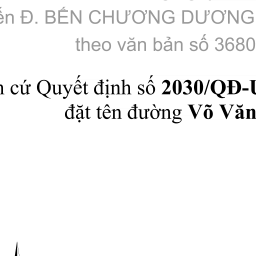 ến Đ. BẾN CHƯƠNG DƯƠNG
theo văn bản số 3680
n cứ Quyết định số 2030/QĐ-U
đặt tên đường Võ Văn